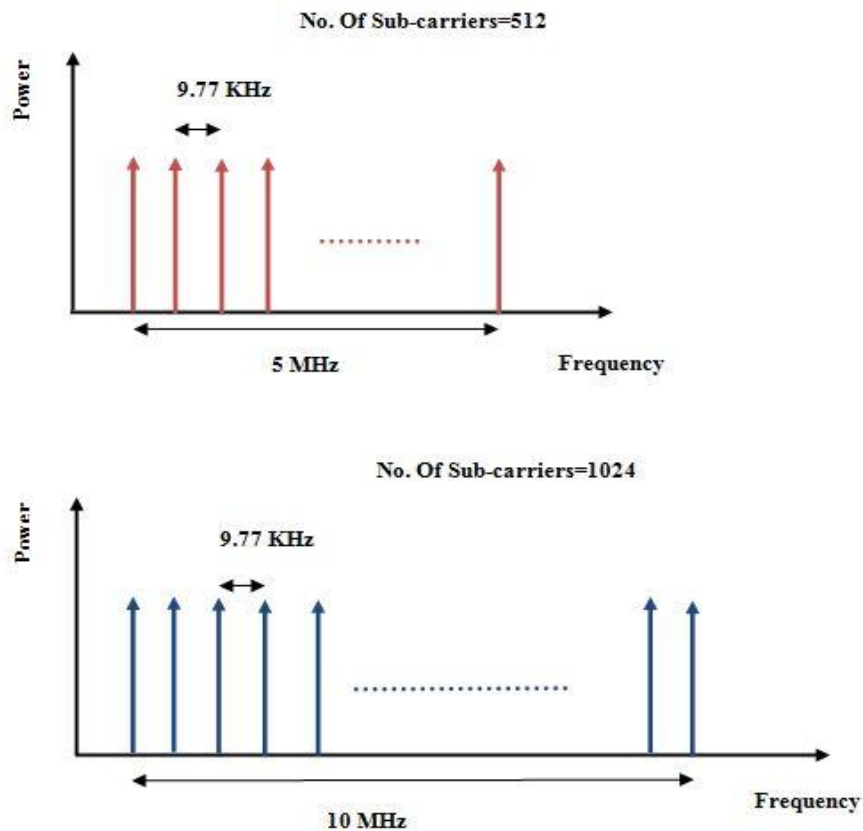 No. Of Sub-carriers=512
Power
9.77 KHz
5 MHz
Frequency
No. Of Sub-carriers=1024
Power
9.77 KHz
Frequency
10 MHz